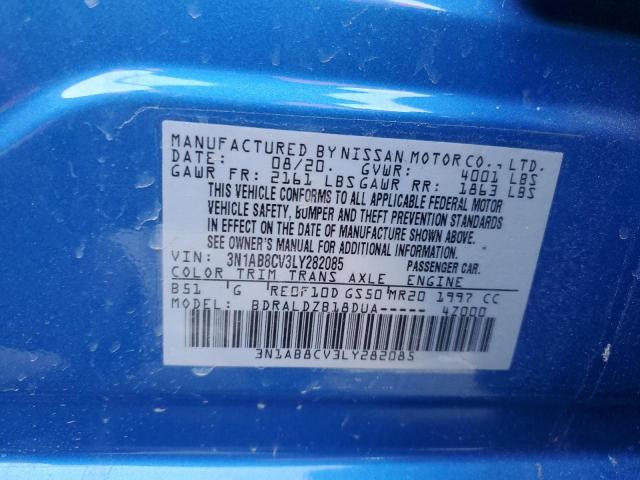 MANUFACTURED BY NISSAN MOTOR CO., LTD.
DATE: 08/20. GVWR: 4001 LBS
GAWR FR: 2161 LBS GAWR RR: 1863 LBS
THIS VEHICLE CONFORMS TO ALL APPLICABLE FEDERAL MOTOR
VEHICLE SAFETY, BUMPER AND THEFT PREVENTION STANDARDS
IN EFFECT ON THE DATE OF MANUFACTURE SHOWN ABOVE.
SEE OWNER'S MANUAL FOR ADDITIONAL INFORMATION.
VIN: 3N1AB8CV3LY282085 PASSENGER CAR.
COLOR TRIM TRANS AXLE ENGINE
B51 G RE0F10D GS50 MR20 1997 CC
MODEL: BDRALDZB18DUA----- 4Z000
3N1AB8CV3LY282085